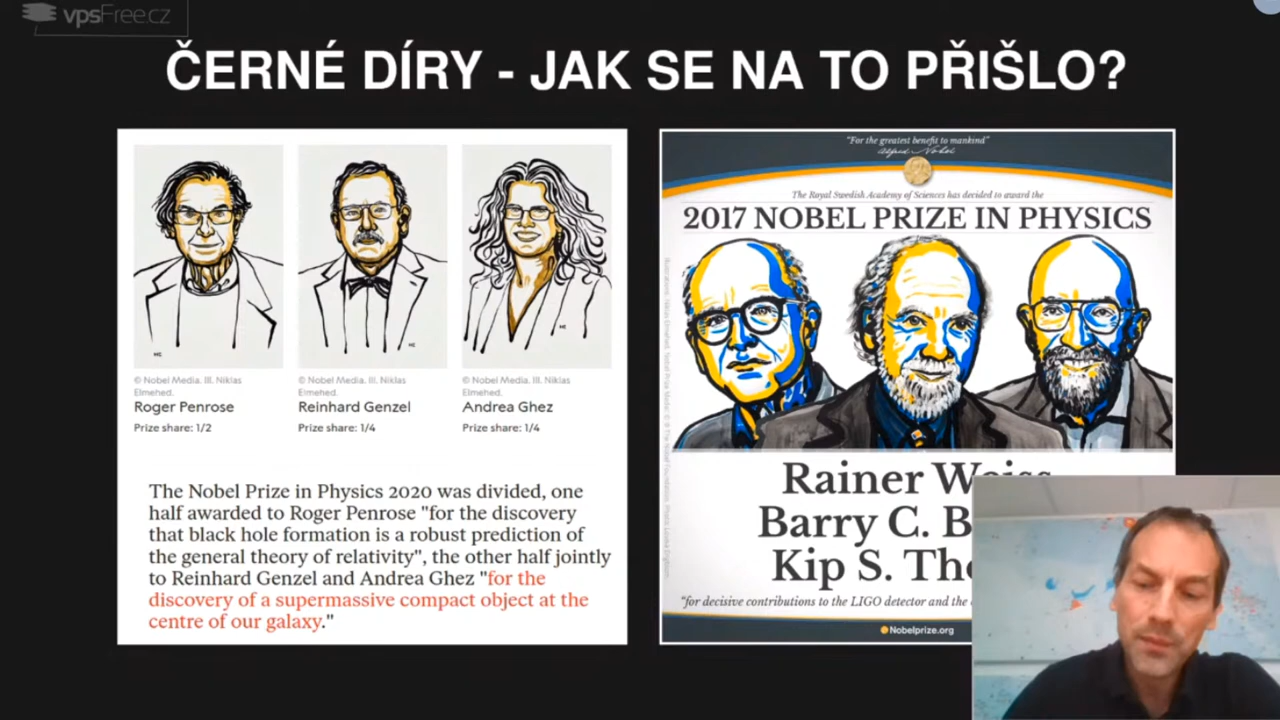 vpsFree.cz
ČERNÉ DÍRY - JAK SE NA TO PŘIŠLO?
© Nobel Media. Ill. Niklas
Elmehed.
Roger Penrose
Prize share: 1/2
© Nobel Media. Ill. Niklas
Elmehed.
Reinhard Genzel
Prize share: 1/4
© Nobel Media. Ill. Niklas
Elmehed.
Andrea Ghez
Prize share: 1/4
The Nobel Prize in Physics 2020 was divided, one
half awarded to Roger Penrose "for the discovery
that black hole formation is a robust prediction of
the general theory of relativity", the other half jointly
to Reinhard Genzel and Andrea Ghez "for the
discovery of a supermassive compact object at the
centre of our galaxy."
"For the greatest benefit to mankind"
Alfred Nobel
The Royal Swedish Academy of Sciences has decided to award the
2017 NOBEL PRIZE IN PHYSICS
Rainer Weiss
Barry C. B
Kip S. Tho
"for decisive contributions to the LIGO detector and the
Nobelprize.org